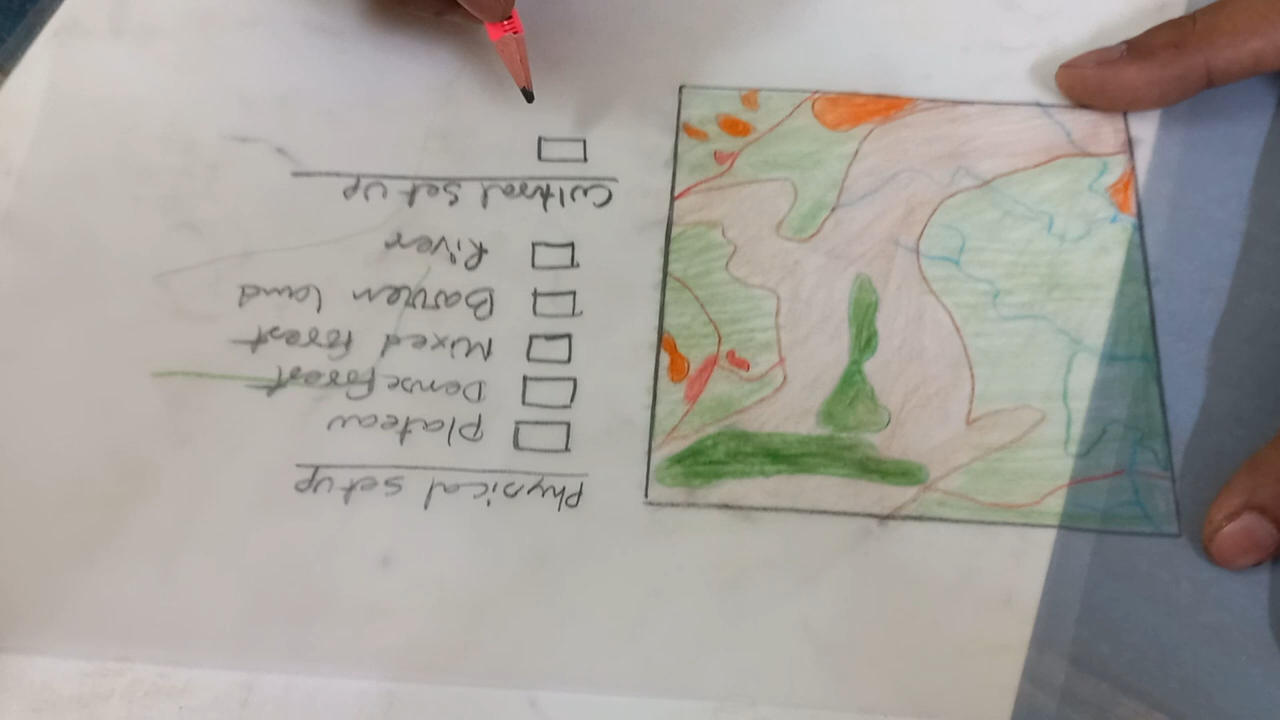 Physical set up
Plateau
Dense forest
Mixed forest
Barren land
River
Cultural set up